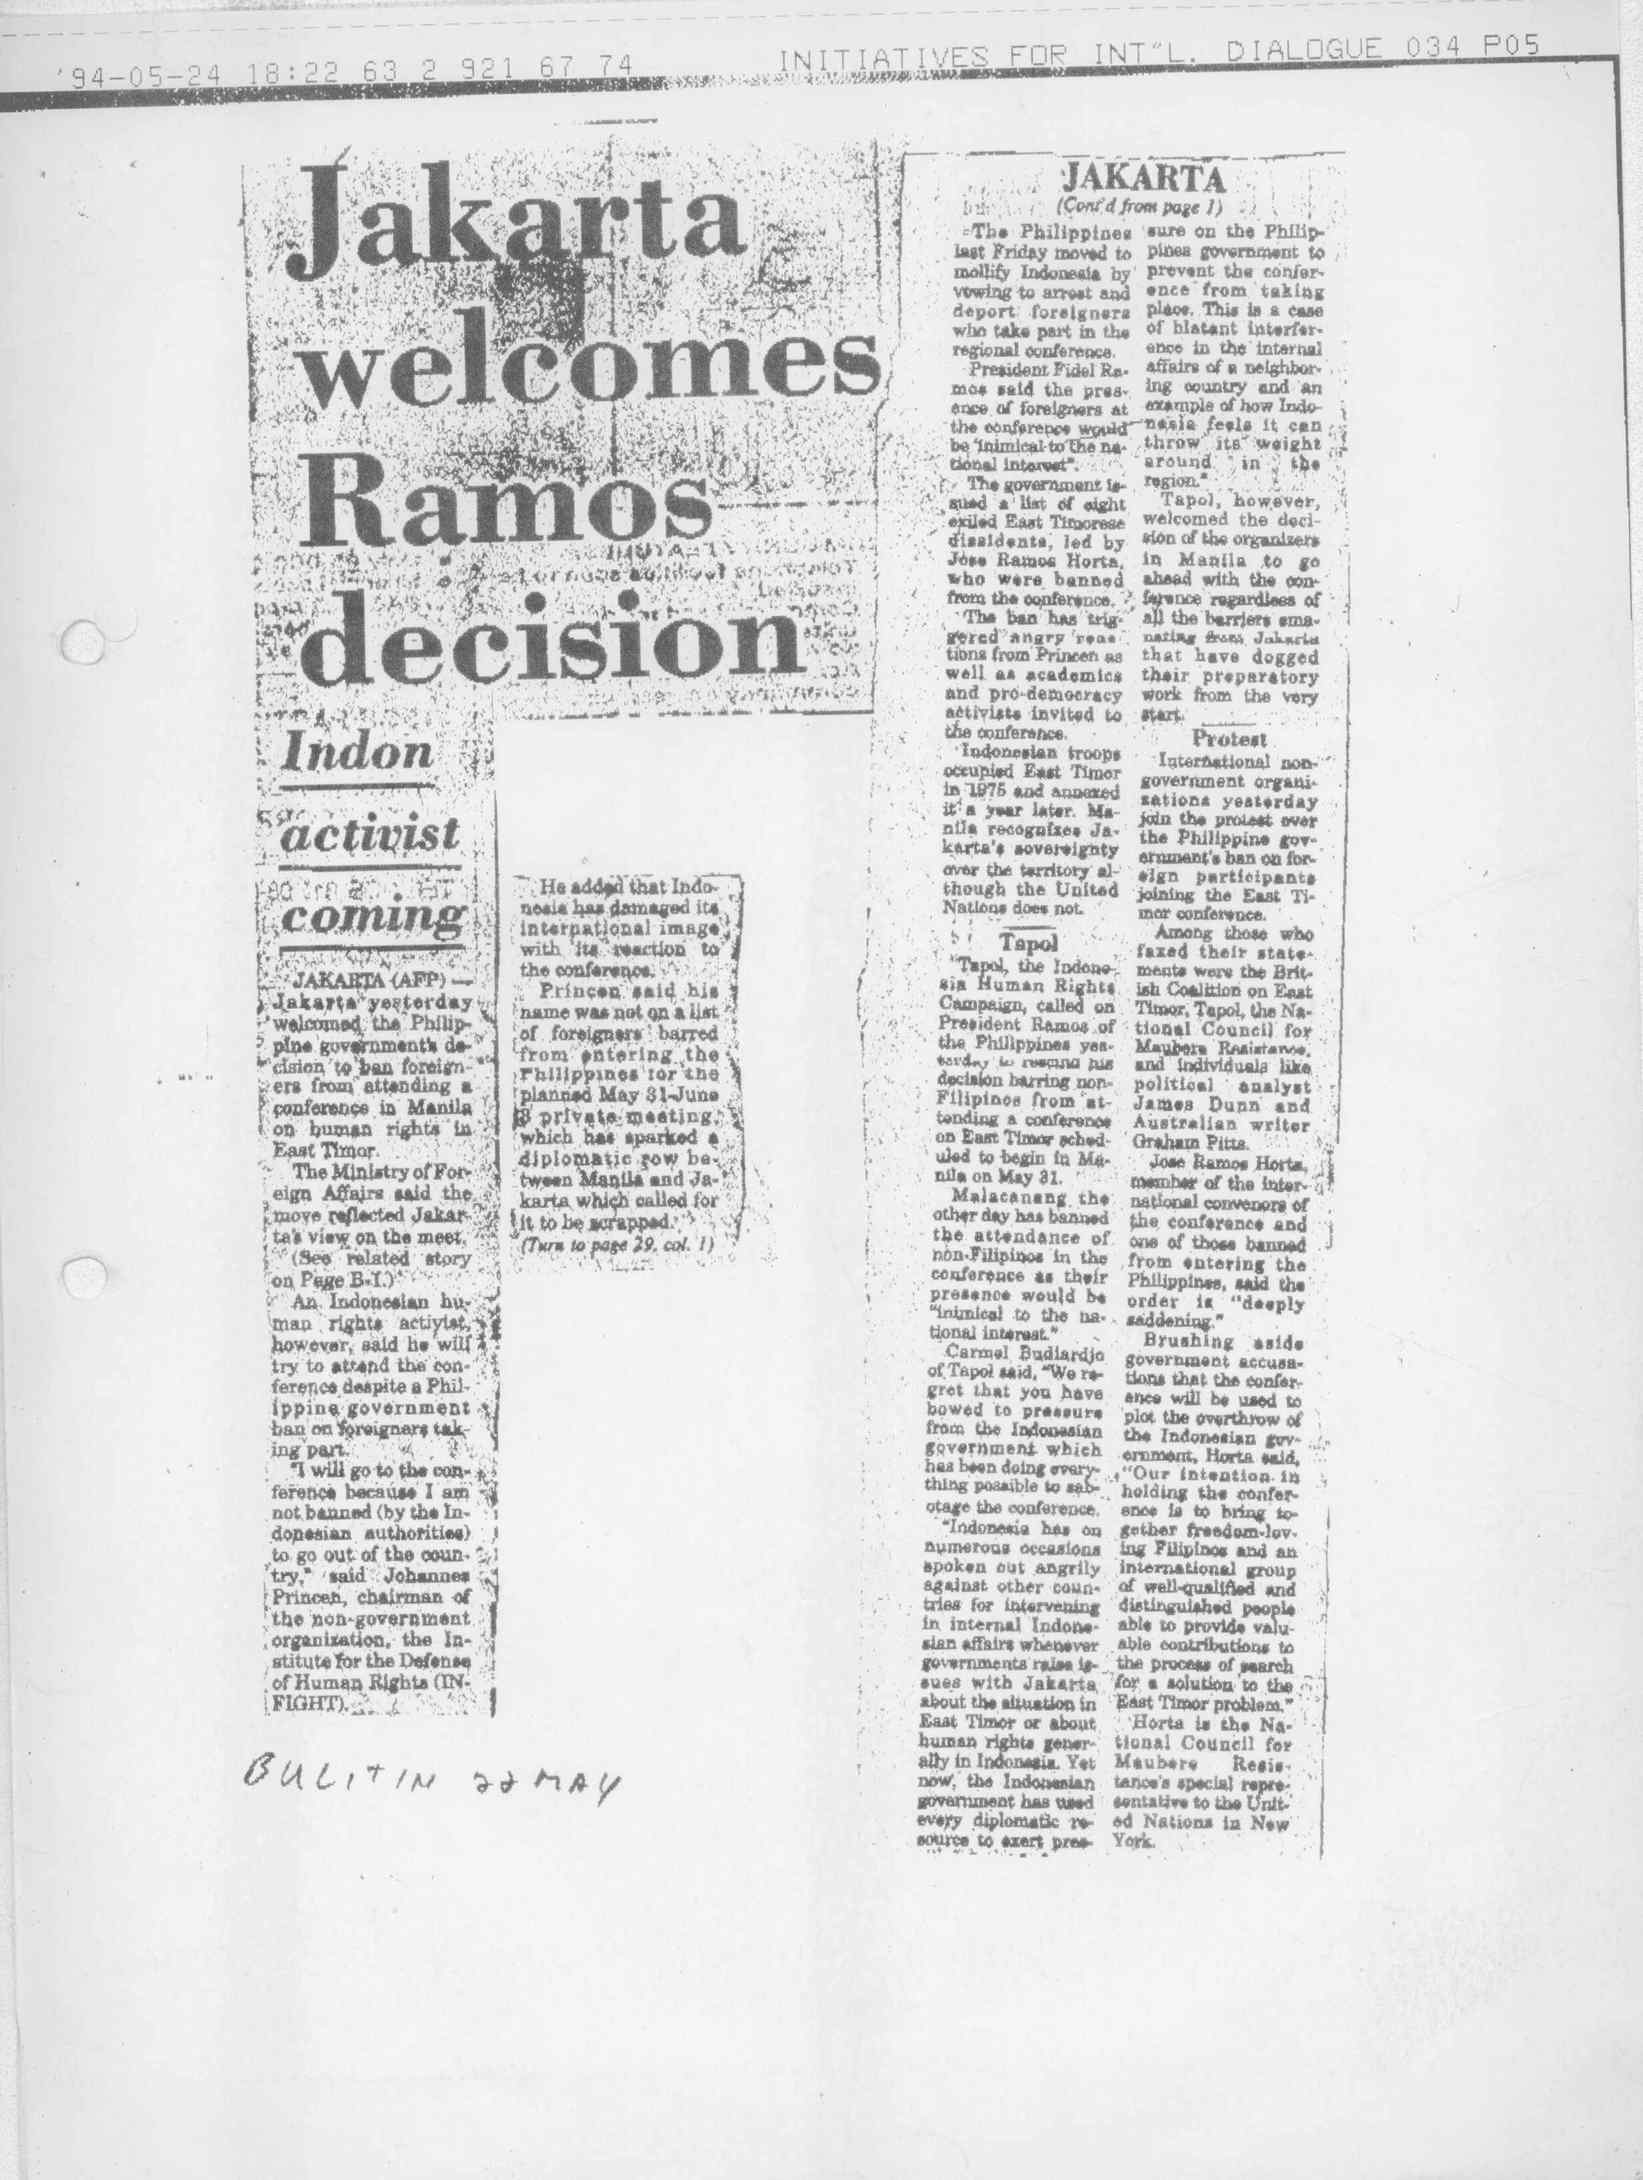 '94-05-24 18:22 63 2 921 67 74 INITIATIVES FOR INT"L. DIALOGUE 034 P05
Jakarta
welcomes
Ramos
decision
Indon
activist
coming
JAKARTA (AFP) —
Jakarta yesterday
welcomed the Philip-
pine government's de-
cision to ban foreign-
ers from attending a
conference in Manila
on human rights in
East Timor.
The Ministry of For-
eign Affairs said the
move reflected Jakar-
ta's view on the meet.
(See related story
on Page B-1.)
An Indonesian hu-
man rights activist,
however, said he will
try to attend the con-
ference despite a Phil-
ippine government
ban on foreigners tak-
ing part.
"I will go to the con-
ference because I am
not banned (by the In-
donesian authorities)
to go out of the coun-
try," said Johannes
Princen, chairman of
the non-government
organization, the In-
stitute for the Defense
of Human Rights (IN-
FIGHT).
He added that Indo-
nesia has damaged its
international image
with its reaction to
the conference.
Princen said his
name was not on a list
of foreigners barred
from entering the
Philippines for the
planned May 31-June
3 private meeting,
which has sparked a
diplomatic row be-
tween Manila and Ja-
karta which called for
it to be scrapped.
(Turn to page 29, col. 1)
BULITIN 22 MAY
JAKARTA
(Cont'd from page 1)
The Philippines
last Friday moved to
mollify Indonesia by
vowing to arrest and
deport foreigners
who take part in the
regional conference.
President Fidel Ra-
mos said the pres-
ence of foreigners at
the conference would
be "inimical to the na-
tional interest".
The government is-
sued a list of eight
exiled East Timorese
dissidents, led by
Jose Ramos Horta,
who were banned
from the conference.
The ban has trig-
gered angry reac-
tions from Princen as
well as academics
and pro-democracy
activists invited to
the conference.
Indonesian troops
occupied East Timor
in 1975 and annexed
it a year later. Ma-
nila recognizes Ja-
karta's sovereignty
over the territory al-
though the United
Nations does not.
Tapol
Tapol, the Indone-
sia Human Rights
Campaign, called on
President Ramos of
the Philippines yes-
terday to rescind his
decision barring non-
Filipinos from at-
tending a conference
on East Timor sched-
uled to begin in Ma-
nila on May 31.
Malacanang the
other day has banned
the attendance of
non-Filipinos in the
conference as their
presence would be
"inimical to the na-
tional interest."
Carmel Budiardjo
of Tapol said, "We re-
gret that you have
bowed to pressure
from the Indonesian
government which
has been doing every-
thing possible to sab-
otage the conference.
"Indonesia has on
numerous occasions
spoken out angrily
against other coun-
tries for intervening
in internal Indone-
sian affairs whenever
governments raise is-
sues with Jakarta
about the situation in
East Timor or about
human rights gener-
ally in Indonesia. Yet
now, the Indonesian
government has used
every diplomatic re-
source to exert pres-
sure on the Philip-
pines government to
prevent the confer-
ence from taking
place. This is a case
of blatant interfer-
ence in the internal
affairs of a neighbor-
ing country and an
example of how Indo-
nesia feels it can
throw its weight
around in the
region."
Tapol, however,
welcomed the deci-
sion of the organizers
in Manila to go
ahead with the con-
ference regardless of
all the barriers ema-
nating from Jakarta
that have dogged
their preparatory
work from the very
start.
Protest
International non-
government organi-
zations yesterday
join the protest over
the Philippine gov-
ernment's ban on for-
eign participants
joining the East Ti-
mor conference.
Among those who
faxed their state-
ments were the Brit-
ish Coalition on East
Timor, Tapol, the Na-
tional Council for
Maubere Resistance,
and individuals like
political analyst
James Dunn and
Australian writer
Graham Pitts.
Jose Ramos Horta,
member of the inter-
national convenors of
the conference and
one of those banned
from entering the
Philippines, said the
order is "deeply
saddening."
Brushing aside
government accusa-
tions that the confer-
ence will be used to
plot the overthrow of
the Indonesian gov-
ernment, Horta said,
"Our intention in
holding the confer-
ence is to bring to-
gether freedom-lov-
ing Filipinos and an
international group
of well-qualified and
distinguished people
able to provide valu-
able contributions to
the process of search
for a solution to the
East Timor problem."
Horta is the Na-
tional Council for
Maubere Resis-
tance's special repre-
sentative to the Unit-
ed Nations in New
York.